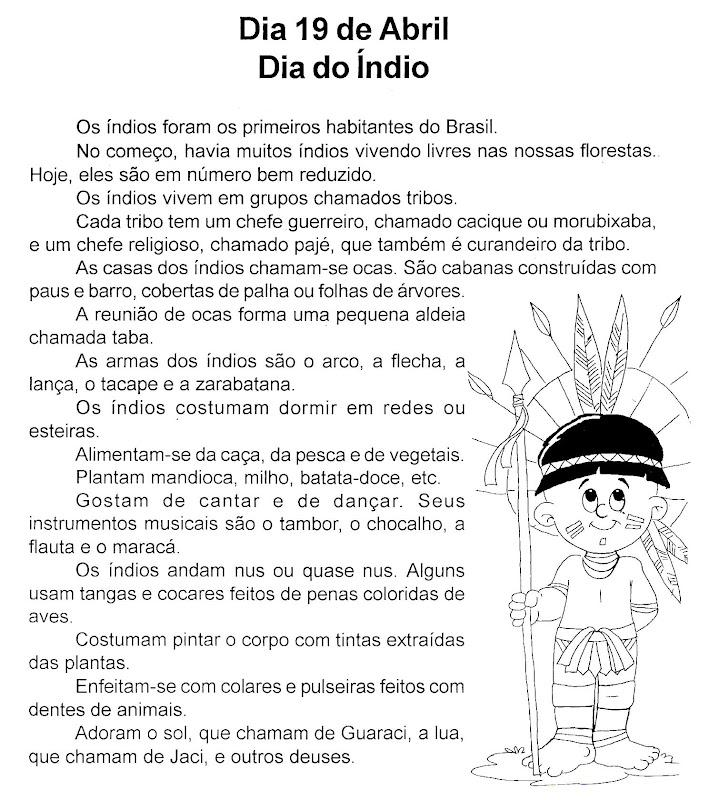 Dia 19 de Abril
Dia do Índio
Os índios foram os primeiros habitantes do Brasil.
No começo, havia muitos índios vivendo livres nas nossas florestas.
Hoje, eles são em número bem reduzido.
Os índios vivem em grupos chamados tribos.
Cada tribo tem um chefe guerreiro, chamado cacique ou morubixaba,
e um chefe religioso, chamado pajé, que também é curandeiro da tribo.
As casas dos índios chamam-se ocas. São cabanas construídas com
paus e barro, cobertas de palha ou folhas de árvores.
A reunião de ocas forma uma pequena aldeia
chamada taba.
As armas dos índios são o arco, a flecha, a
lança, o tacape e a zarabatana.
Os índios costumam dormir em redes ou
esteiras.
Alimentam-se da caça, da pesca e de vegetais.
Plantam mandioca, milho, batata-doce, etc.
Gostam de cantar e de dançar. Seus
instrumentos musicais são o tambor, o chocalho, a
flauta e o maracá.
Os índios andam nus ou quase nus. Alguns
usam tangas e cocares feitos de penas coloridas de
aves.
Costumam pintar o corpo com tintas extraídas
das plantas.
Enfeitam-se com colares e pulseiras feitos com
dentes de animais.
Adoram o sol, que chamam de Guaraci, a lua,
que chamam de Jaci, e outros deuses.